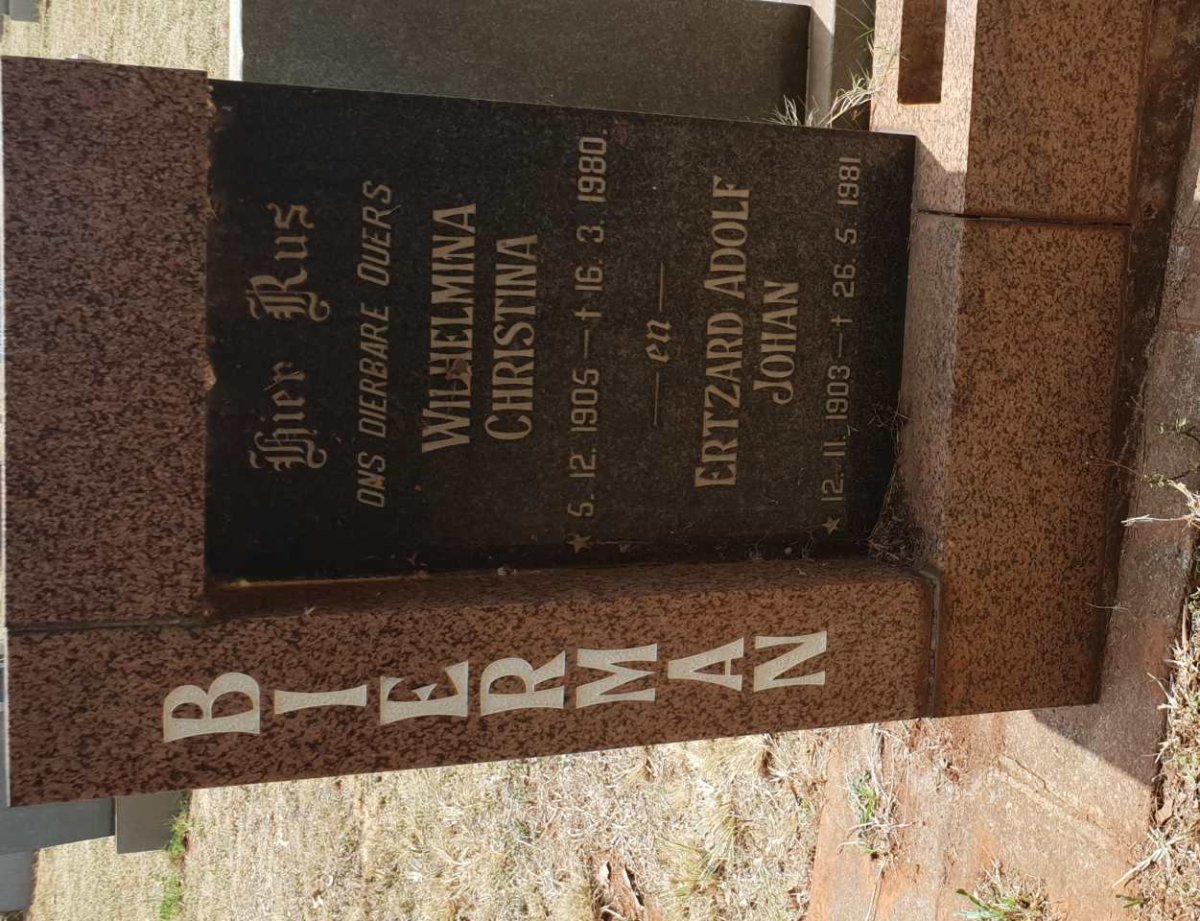 BIERMAN
Hier Rus
ONS DIERBARE OUERS
WILHELMINA
CHRISTINA
★5. 12. 1905 – † 16. 3. 1980.
— en —
ERTZARD ADOLF
JOHAN
★12. 11. 1903 – † 26. 5. 1981